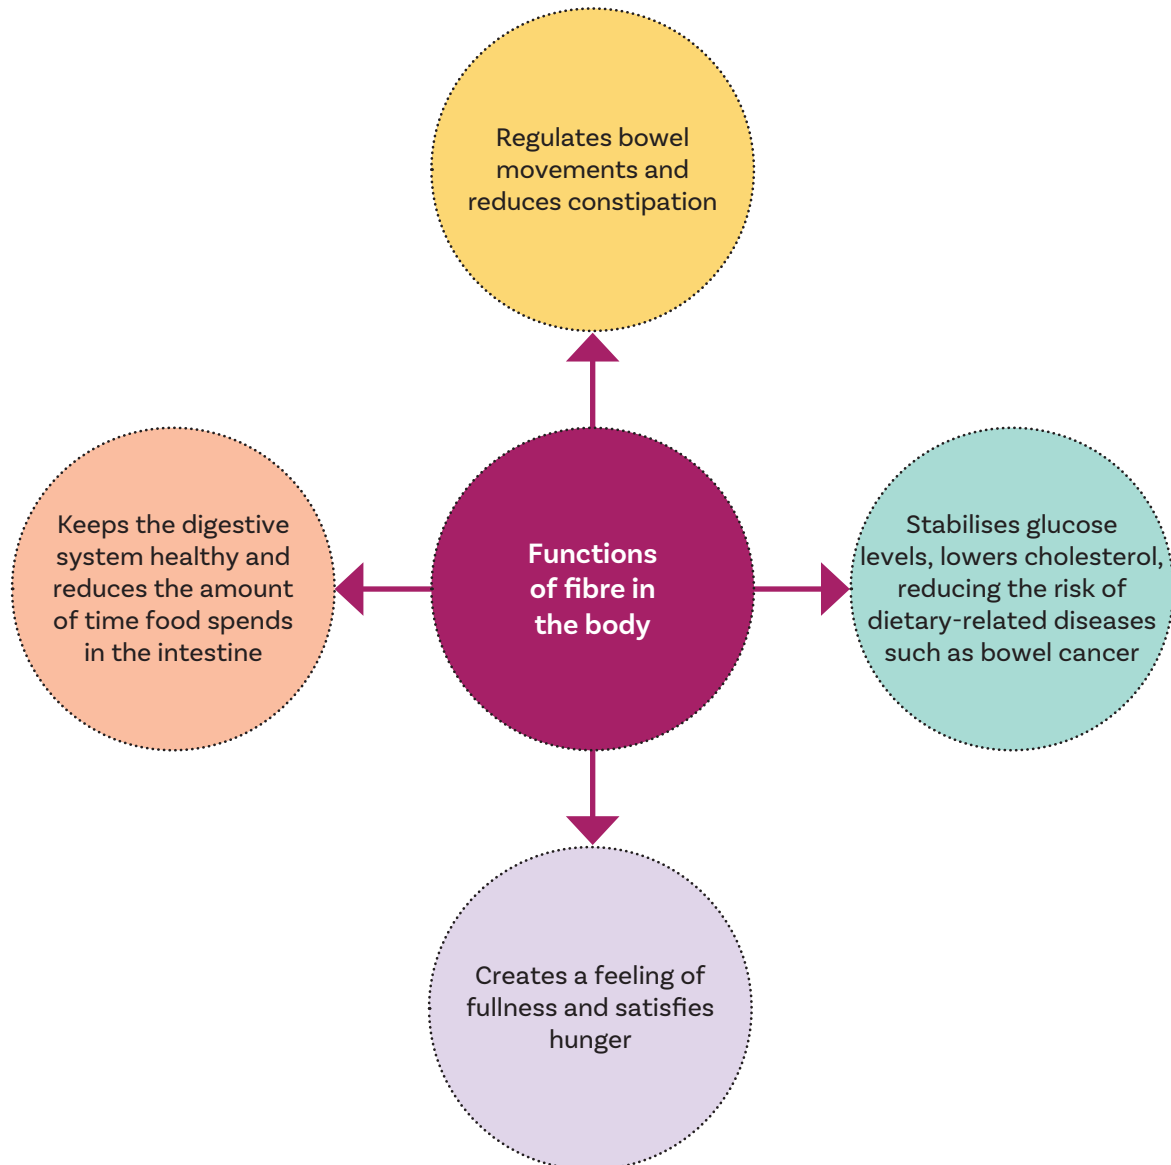 Regulates bowel
movements and
reduces constipation
Keeps the digestive
system healthy and
reduces the amount
of time food spends
in the intestine
Functions
of fibre in
the body
Stabilises glucose
levels, lowers cholesterol,
reducing the risk of
dietary-related diseases
such as bowel cancer
Creates a feeling of
fullness and satisfies
hunger